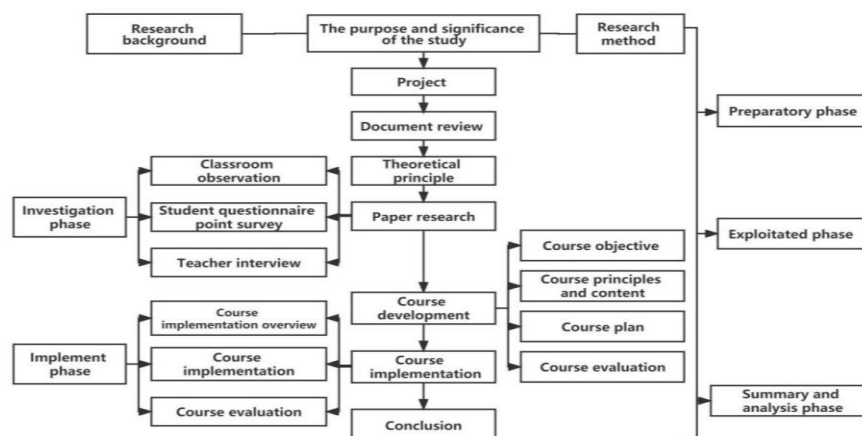 Research
background
The purpose and significance
of the study
Research
method
Project
Preparatory phase
Document review
Classroom
observation
Theoretical
principle
Investigation
phase
Student questionnaire
point survey
Paper research
Exploitated phase
Teacher interview
Course objective
Course principles
and content
Course
implementation overview
Course
development
Course plan
Implement
phase
Course
implementation
Course
implementation
Course evaluation
Course evaluation
Conclusion
Summary and
analysis phase